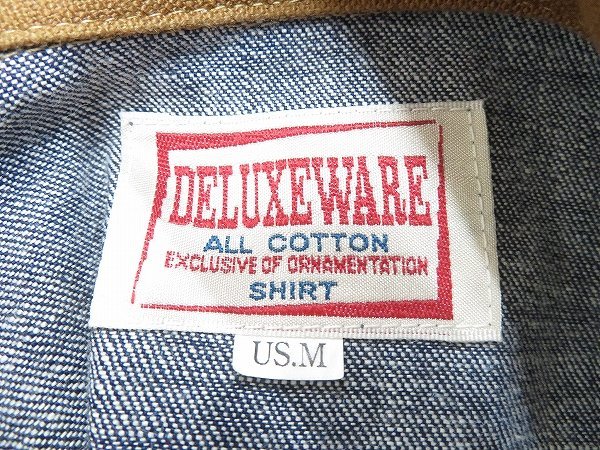 DELUXEWARE
ALL COTTON
EXCLUSIVE OF ORNAMENTATION
SHIRT
US.M